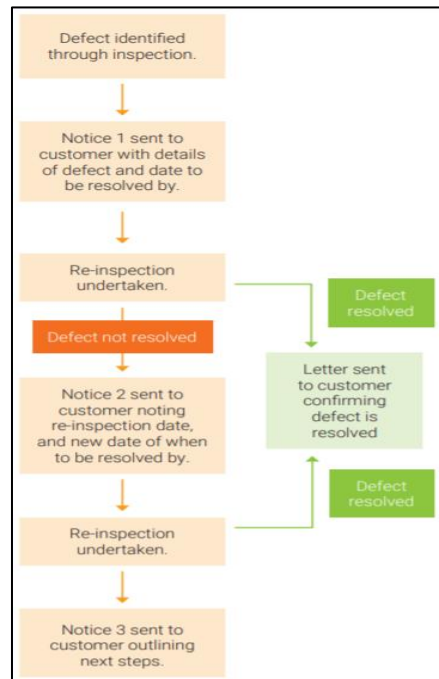 Defect identified
through inspection.
Notice 1 sent to
customer with details
of defect and date to
be resolved by.
Re-inspection
undertaken.
Defect
resolved
Defect not resolved
Letter sent
to customer
confirming
defect is
resolved
Notice 2 sent to
customer noting
re-inspection date,
and new date of when
to be resolved by.
Defect
resolved
Re-inspection
undertaken.
Notice 3 sent to
customer outlining
next steps.